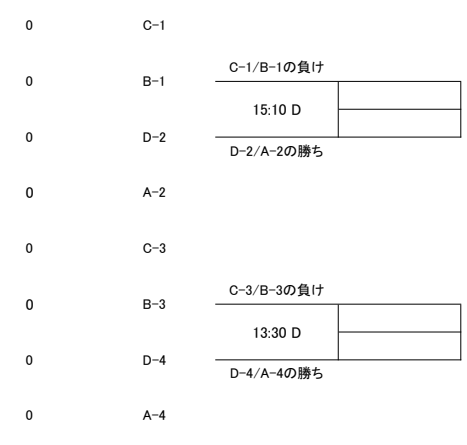 0 C-1
C-1/B-1の負け
0 B-1
15:10 D
0 D-2
D-2/A-2の勝ち
0 A-2
0 C-3
C-3/B-3の負け
0 B-3
13:30 D
0 D-4
D-4/A-4の勝ち
0 A-4